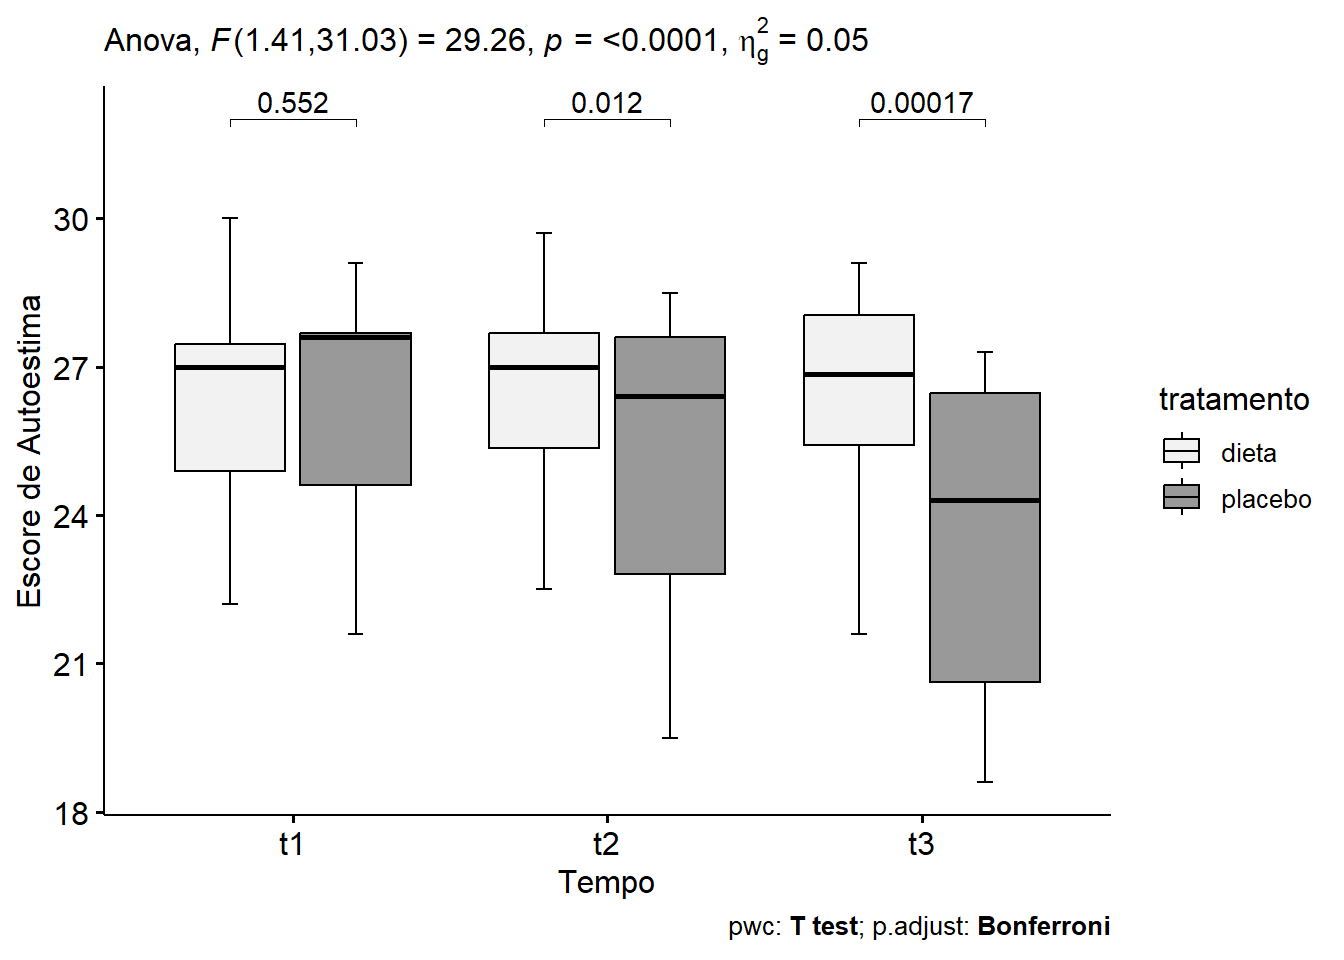 Anova, F(1.41,31.03) = 29.26, p = <0.0001, η²g = 0.05
0.552 0.012 0.00017
Escore de Autoestima
30
27
24
21
18
t1 t2 t3
Tempo
tratamento
dieta
placebo
pwc: T test; p.adjust: Bonferroni